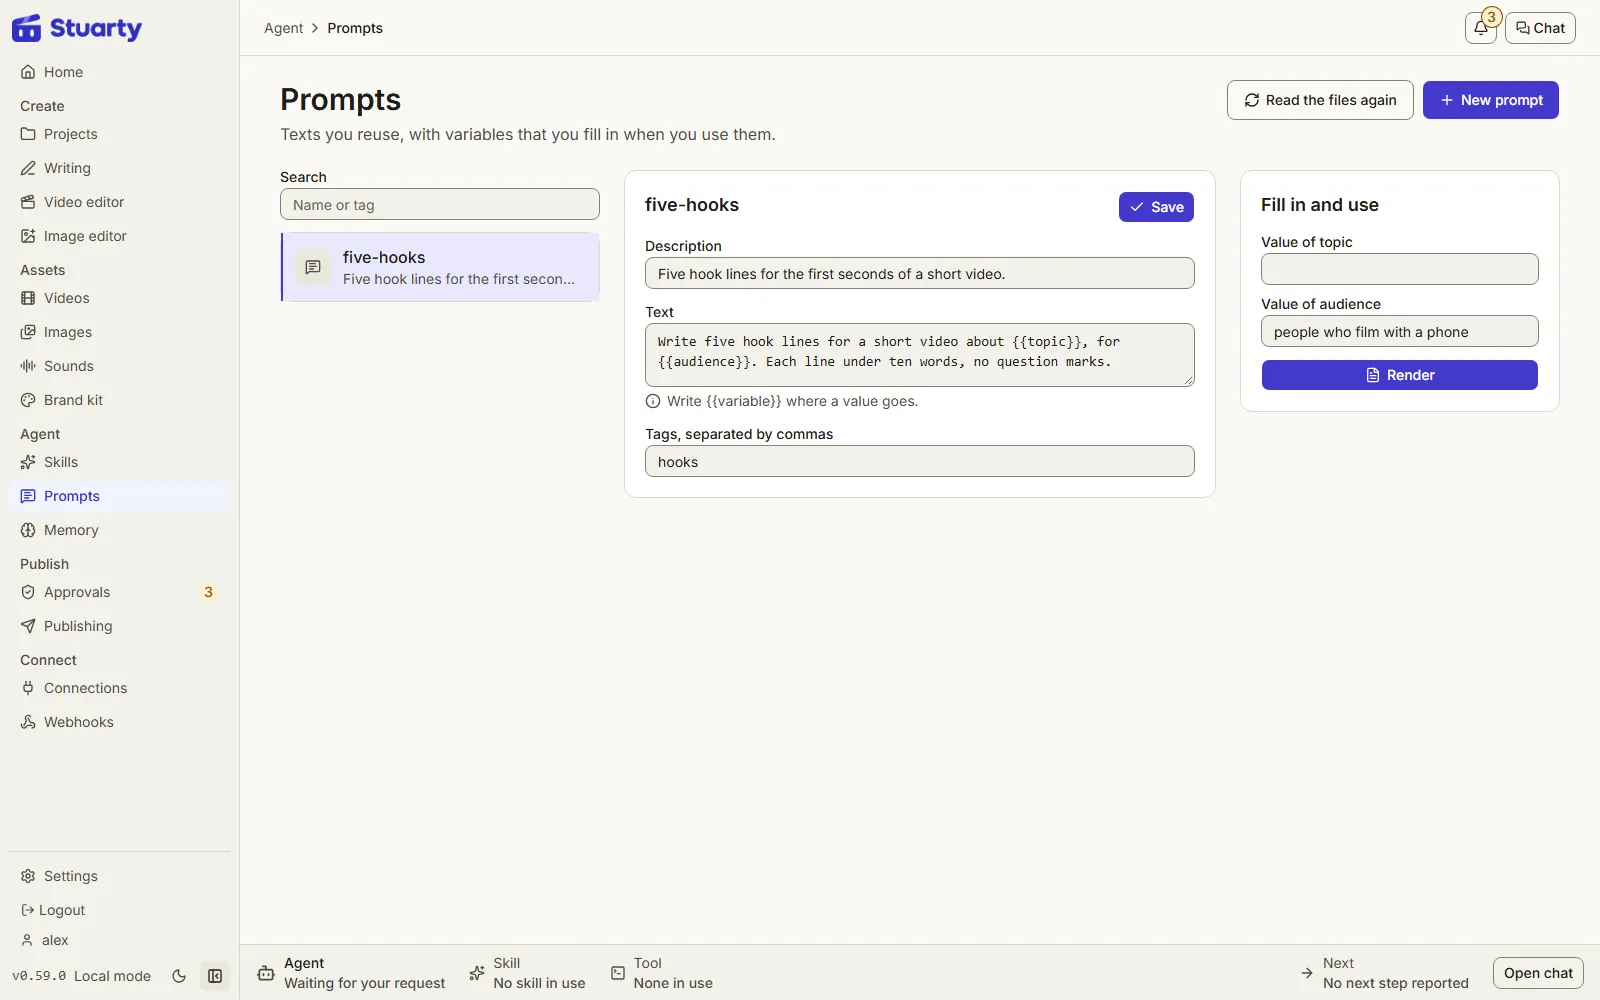 Stuarty
Home
Create
Projects
Writing
Video editor
Image editor
Assets
Videos
Images
Sounds
Brand kit
Agent
Skills
Prompts
Memory
Publish
Approvals 3
Publishing
Connect
Connections
Webhooks
Settings
Logout
alex
v0.59.0 Local mode
Agent > Prompts
3
Chat
Prompts
Texts you reuse, with variables that you fill in when you use them.
Read the files again
+ New prompt
Search
Name or tag
five-hooks
Five hook lines for the first secon...
five-hooks
Save
Description
Five hook lines for the first seconds of a short video.
Text
Write five hook lines for a short video about {{topic}}, for
{{audience}}. Each line under ten words, no question marks.
Write {{variable}} where a value goes.
Tags, separated by commas
hooks
Fill in and use
Value of topic
Value of audience
people who film with a phone
Render
Agent
Waiting for your request
Skill
No skill in use
Tool
None in use
Next
No next step reported
Open chat